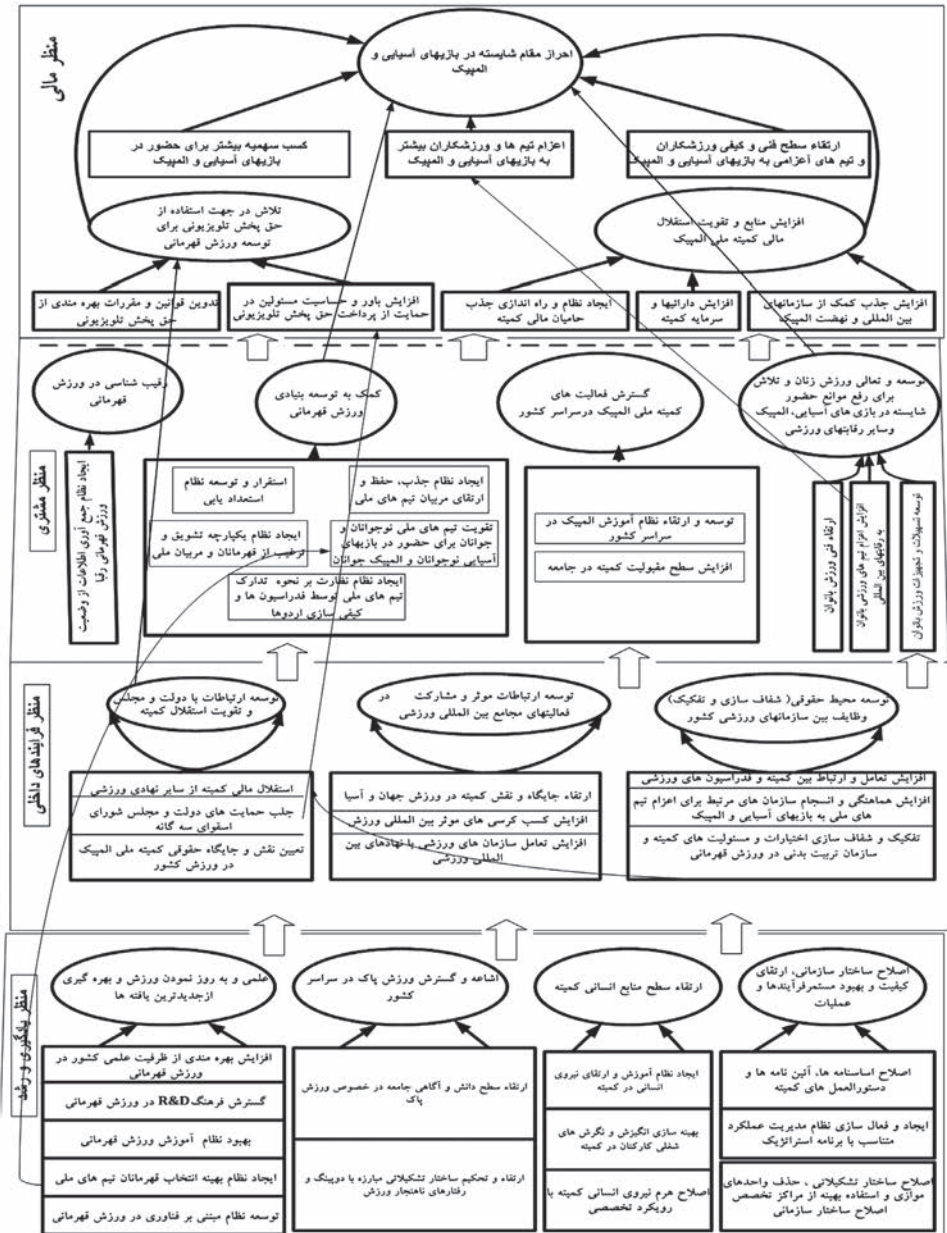 منظر مالی
احراز مقام شایسته در بازیهای آسیایی و
المپیک
ارتقاء سطح فنی و کیفی ورزشکاران
و تیم های اعزامی به بازیهای آسیایی و المپیک
اعزام تیم ها و ورزشکاران بیشتر
به بازیهای آسیایی و المپیک
کسب سهمیه بیشتر برای حضور در
بازیهای آسیایی و المپیک
افزایش منابع و تقویت استقلال
مالی کمیته ملی المپیک
تلاش در جهت استفاده از
حق پخش تلویزیونی برای
توسعه ورزش قهرمانی
افزایش جذب کمک از سازمانهای
بین المللی و نهضت المپیک
افزایش داراییها و
سرمایه کمیته
ایجاد نظام و راه اندازی جذب
حامیان مالی کمیته
افزایش باور و حساسیت مسئولین در
حمایت از پرداخت حق پخش تلویزیونی
تدوین قوانین و مقررات بهره مندی از
حق پخش تلویزیونی
منظر مشتری
توسعه و تعالی ورزش زنان و تلاش
برای رفع موانع حضور
شایسته در بازی های آسیایی، المپیک
وسایر رقابتهای ورزشی
گسترش فعالیت های
کمیته ملی المپیک درسراسر کشور
کمک به توسعه بنیادی
ورزش قهرمانی
رقیب شناسی در ورزش
قهرمانی
توسعه تسهیلات و تجهیزات ورزش بانوان
افزایش اعزام تیم های ورزشی بانوان
به رقابتهای بین المللی
ارتقاء فنی ورزش بانوان
توسعه و ارتقاء نظام آموزش المپیک در
سراسر کشور
افزایش سطح مقبولیت کمیته در جامعه
ایجاد نظام جذب، حفظ و
ارتقای مربیان تیم های ملی
استقرار و توسعه نظام
استعداد یابی
تقویت تیم های ملی نوجوانان و
جوانان برای حضور در بازیهای
آسیایی نوجوانان و المپیک جوانان
ایجاد نظام یکپارچه تشویق و
ترغیب از قهرمانان و مربیان ملی
ایجاد نظام نظارت بر نحوه تدارک
تیم های ملی توسط فدراسیون ها و
کیفی سازی اردوها
ایجاد نظام جمع آوری اطلاعات از وضعیت
ورزش قهرمانی رقبا
منظر فرایندهای داخلی
توسعه محیط حقوقی( شفاف سازی و تفکیک)
وظایف بین سازمانهای ورزشی کشور
توسعه ارتباطات موثر و مشارکت در
فعالیتهای مجامع بین المللی ورزشی
توسعه ارتباطات با دولت و مجلس
و تقویت استقلال کمیته
افزایش تعامل و ارتباط بین کمیته و فدراسیون های ورزشی
افزایش هماهنگی و انسجام سازمان های مرتبط برای اعزام تیم
های ملی به بازیهای آسیایی و المپیک
تفکیک و شفاف سازی اختیارات و مسئولیت های کمیته و
سازمان تربیت بدنی در ورزش قهرمانی
ارتقاء جایگاه و نقش کمیته در ورزش جهان و آسیا
افزایش کسب کرسی های موثر بین المللی ورزش
افزایش تعامل سازمان های ورزشی با نهادهای بین
المللی ورزشی
استقلال مالی کمیته از سایر نهادی ورزشی
جلب حمایت های دولت و مجلس شورای
اسقوای سه گانه
تعیین نقش و جایگاه حقوقی کمیته ملی المپیک
در ورزش کشور
منظر یادگیری و رشد
اصلاح ساختار سازمانی، ارتقای
کیفیت و بهبود مستمرفرآیندها و
عملیات
ارتقاء سطح منابع انسانی کمیته
اشاعه و گسترش ورزش پاک در سراسر
کشور
علمی و به روز نمودن ورزش و بهره گیری
ازجدیدترین یافته ها
اصلاح اساسنامه ها، آئین نامه ها و
دستورالعمل های کمیته
ایجاد و فعال سازی نظام مدیریت عملکرد
متناسب با برنامه استراتژیک
اصلاح ساختار تشکیلاتی ، حذف واحدهای
موازی و استفاده بهینه از مراکز تخصص
اصلاح ساختار سازمانی
ایجاد نظام آموزش و ارتقای نیروی
انسانی در کمیته
بهینه سازی انگیزش و نگرش های
شغلی کارکنان در کمیته
اصلاح هرم نیروی انسانی کمیته با
رویکرد تخصصی
ارتقاء سطح دانش و آگاهی جامعه در خصوص ورزش
پاک
ارتقاء و تحکیم ساختار تشکیلاتی مبارزه با دوپینگ و
رفتارهای ناهنجار ورزش
افزایش بهره مندی از ظرفیت علمی کشور در
ورزش قهرمانی
گسترش فرهنگ R&D در ورزش قهرمانی
بهبود نظام آموزش ورزش قهرمانی
ایجاد نظام بهینه انتخاب قهرمانان تیم های ملی
توسعه نظام مبتنی بر فناوری در ورزش قهرمانی